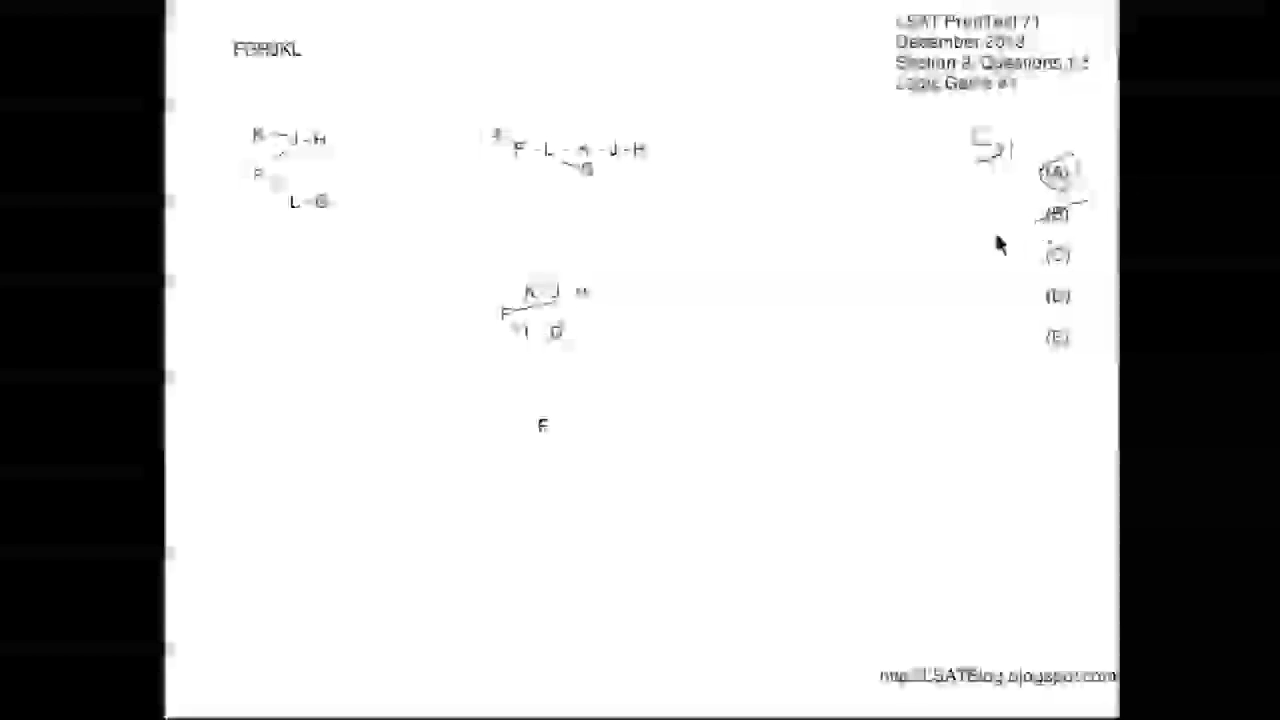 FGHJKL
LSAT PrepTest 71
December 2013
Section 2, Questions 1-5
Logic Game #1
K J - H
F
L - G
F - L - K - J - H
G
(A)
(B)
(C)
(D)
(E)
K J H
F
L G
F
http://LSATBlog.blogspot.com